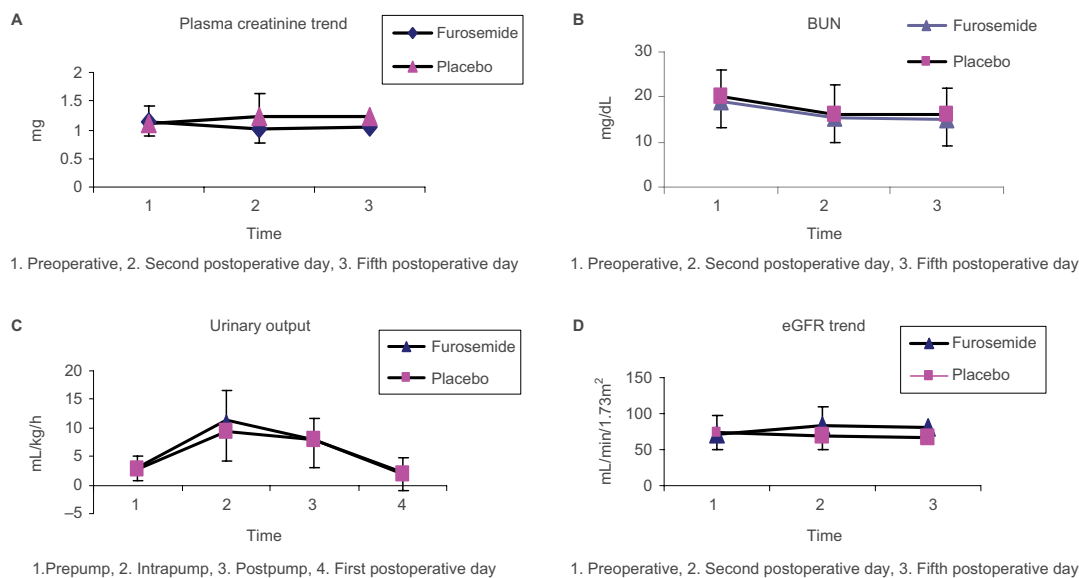 A
Plasma creatinine trend
Furosemide
Placebo
2
1.5
1
0.5
0
mg
1 2 3
Time
1. Preoperative, 2. Second postoperative day, 3. Fifth postoperative day
B
BUN
Furosemide
Placebo
30
20
10
0
mg/dL
1 2 3
Time
1. Preoperative, 2. Second postoperative day, 3. Fifth postoperative day
C
Urinary output
Furosemide
Placebo
20
15
10
5
0
–5
mL/kg/h
1 2 3 4
Time
1.Prepump, 2. Intrapump, 3. Postpump, 4. First postoperative day
D
eGFR trend
Furosemide
Placebo
150
100
50
0
mL/min/1.73m²
1 2 3
Time
1. Preoperative, 2. Second postoperative day, 3. Fifth postoperative day